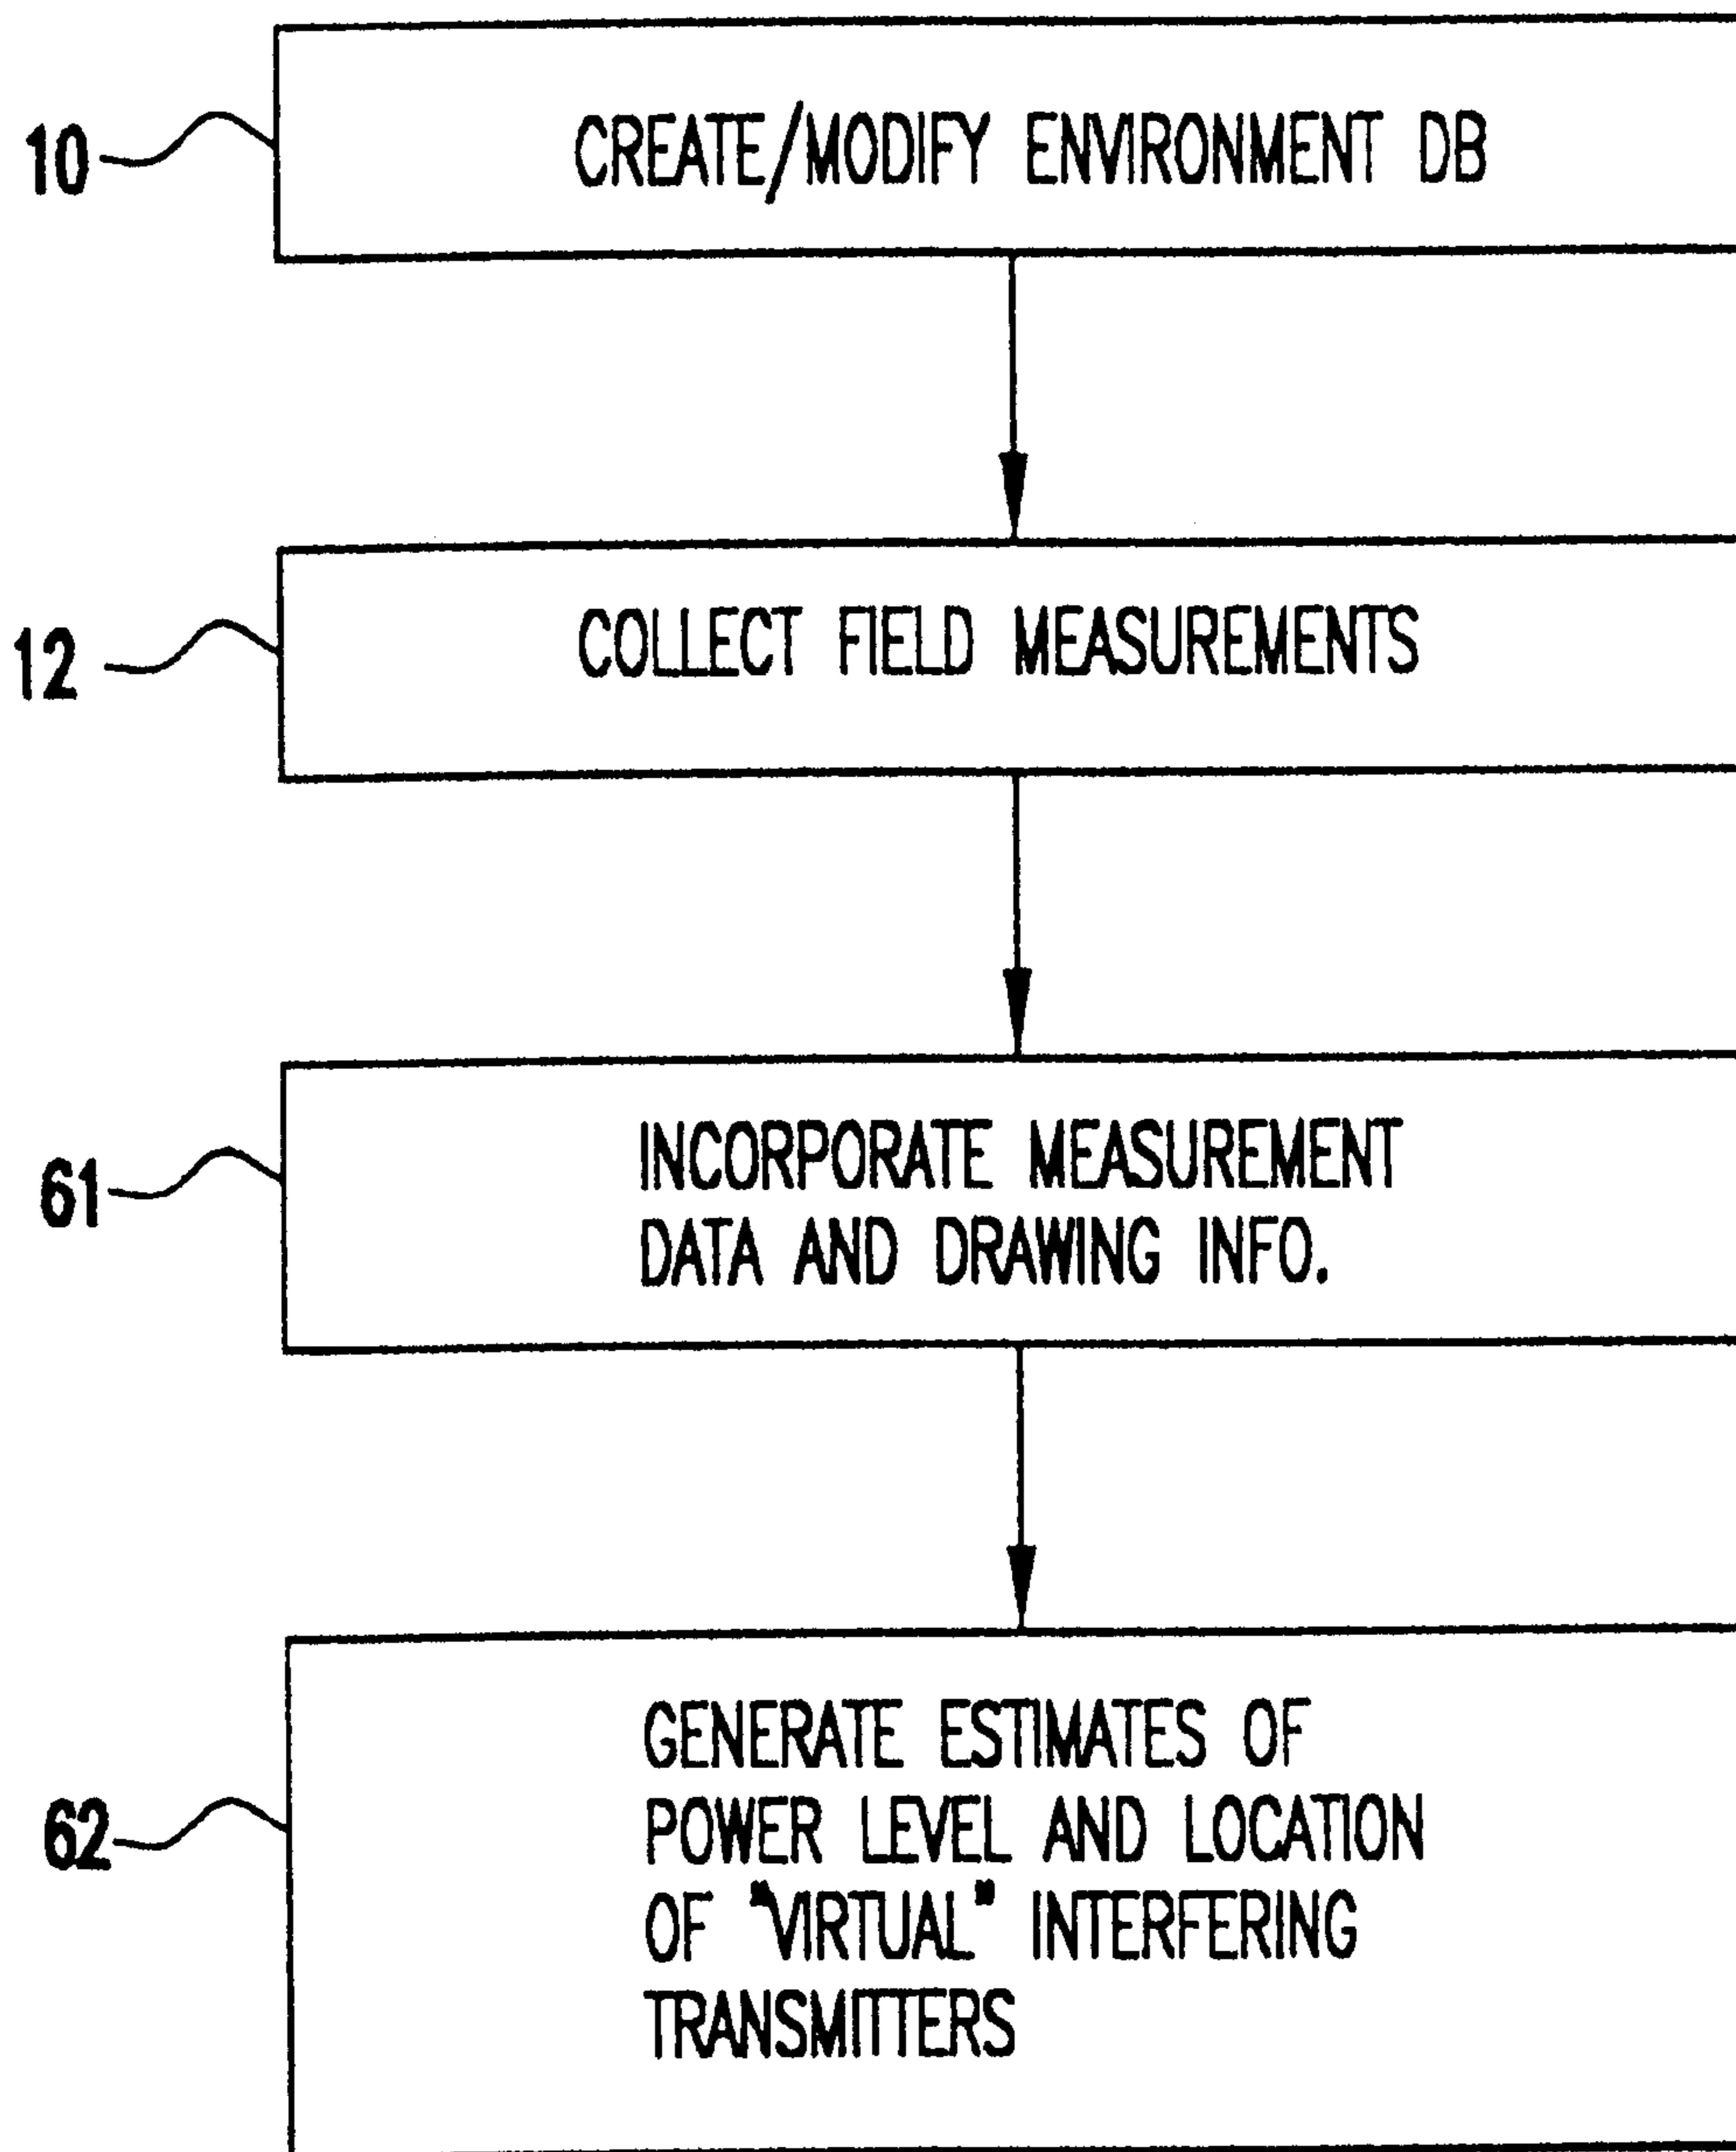 10
CREATE/MODIFY ENVIRONMENT DB
12
COLLECT FIELD MEASUREMENTS
61
INCORPORATE MEASUREMENT
DATA AND DRAWING INFO.
62
GENERATE ESTIMATES OF
POWER LEVEL AND LOCATION
OF "VIRTUAL" INTERFERING
TRANSMITTERS